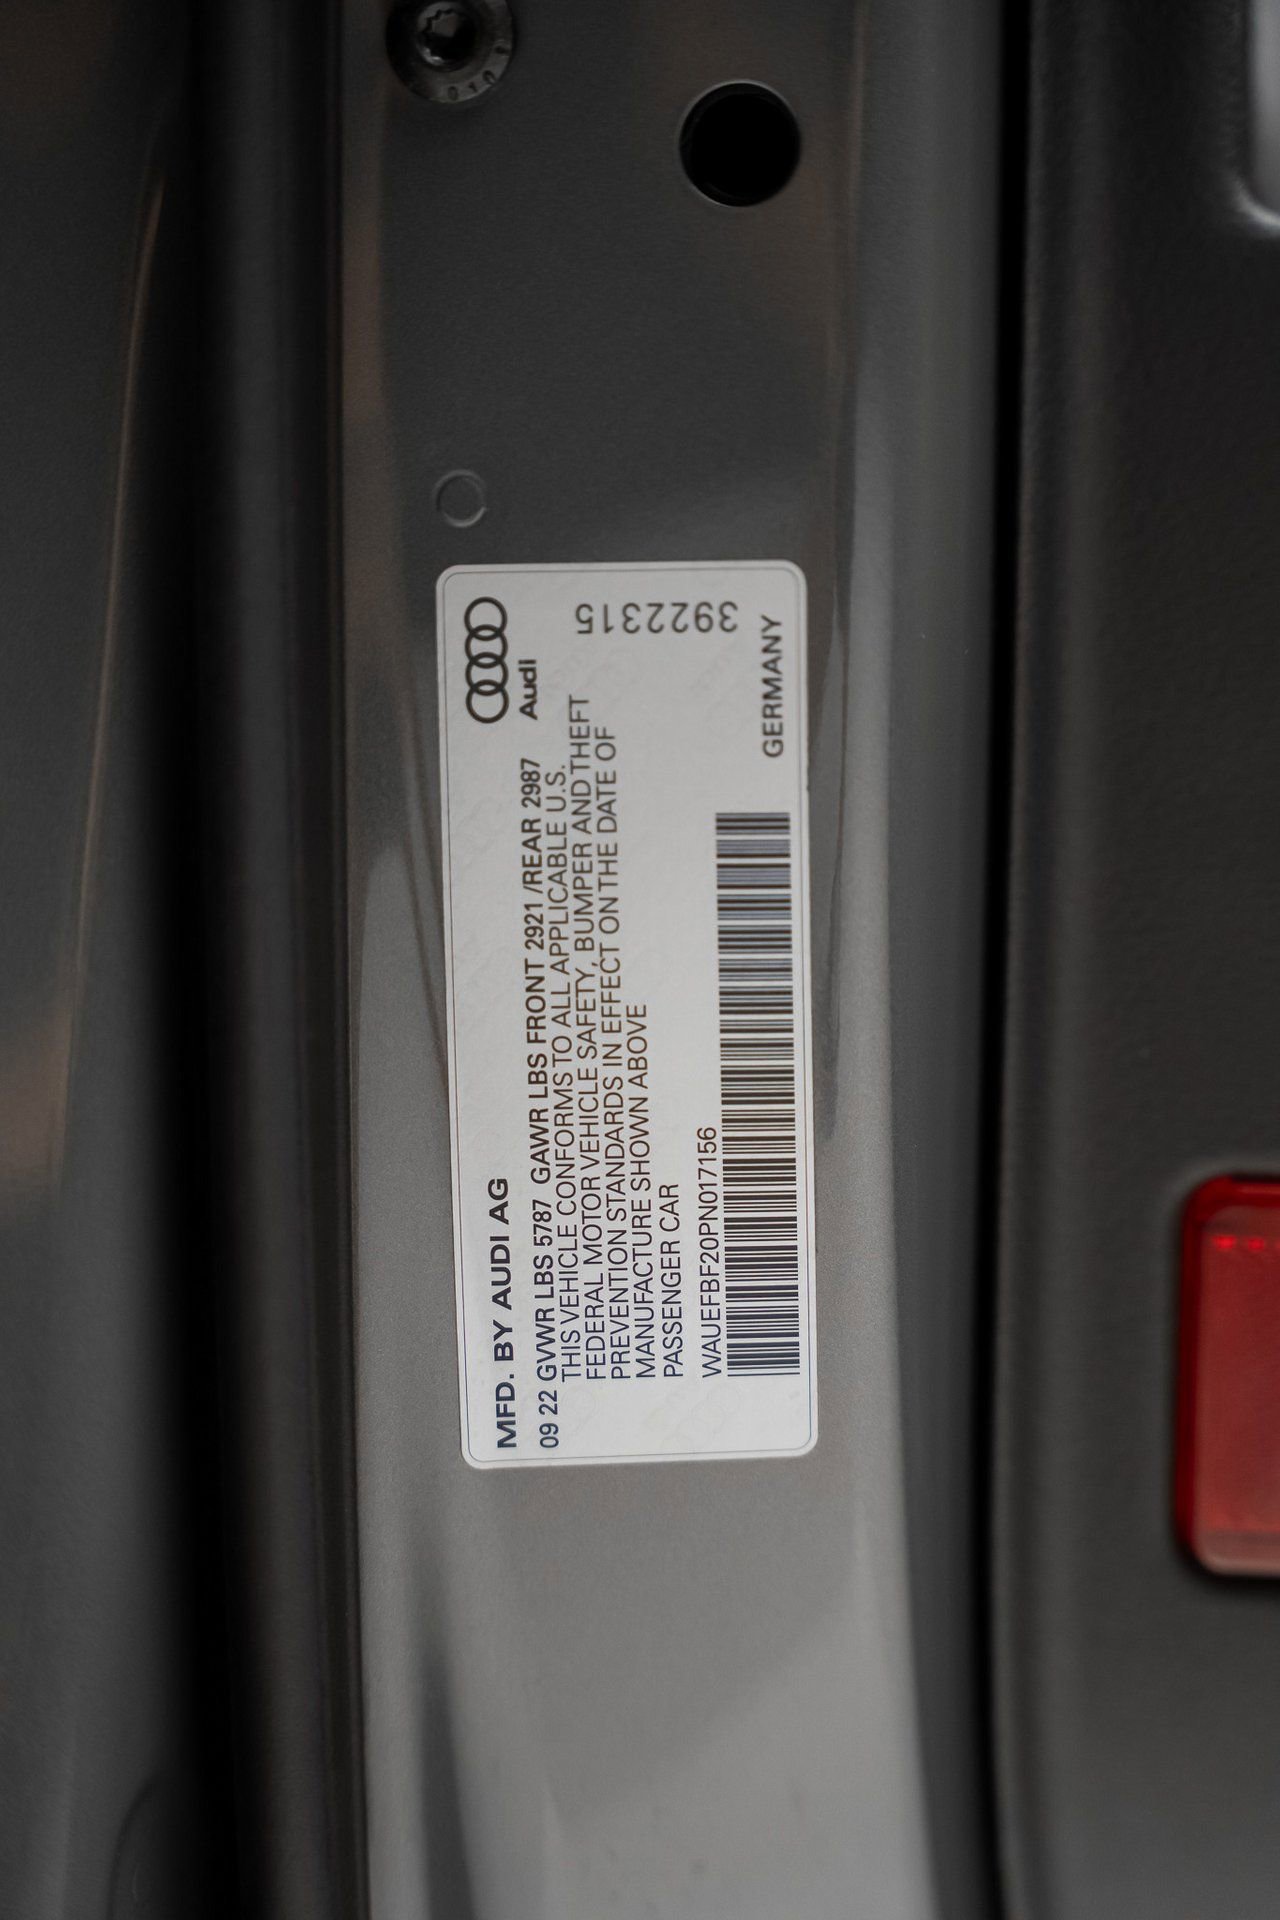 Audi
MFD. BY AUDI AG
09 22 GVWR LBS 5787 GAWR LBS FRONT 2921 /REAR 2987
THIS VEHICLE CONFORMS TO ALL APPLICABLE U.S.
FEDERAL MOTOR VEHICLE SAFETY, BUMPER AND THEFT
PREVENTION STANDARDS IN EFFECT ON THE DATE OF
MANUFACTURE SHOWN ABOVE
PASSENGER CAR
WAUEFBF20PN017156
3922315
GERMANY